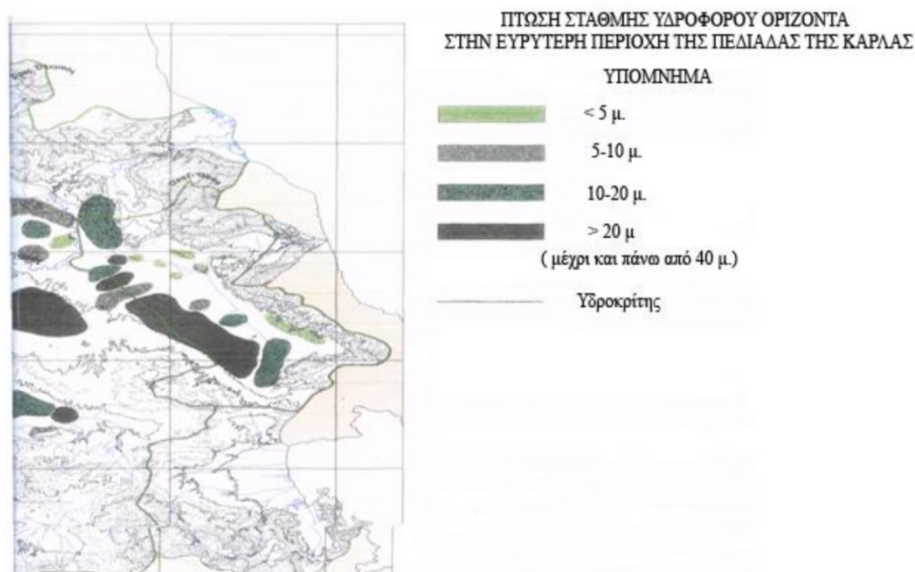 ΠΤΩΣΗ ΣΤΑΘΜΗΣ ΥΔΡΟΦΟΡΟΥ ΟΡΙΖΟΝΤΑ
ΣΤΗΝ ΕΥΡΥΤΕΡΗ ΠΕΡΙΟΧΗ ΤΗΣ ΠΕΔΙΑΔΑΣ ΤΗΣ ΚΑΡΛΑΣ
ΥΠΟΜΝΗΜΑ
< 5 μ.
5-10 μ.
10-20 μ.
> 20 μ
( μέχρι και πάνω από 40 μ.)
Υδροκρίτης